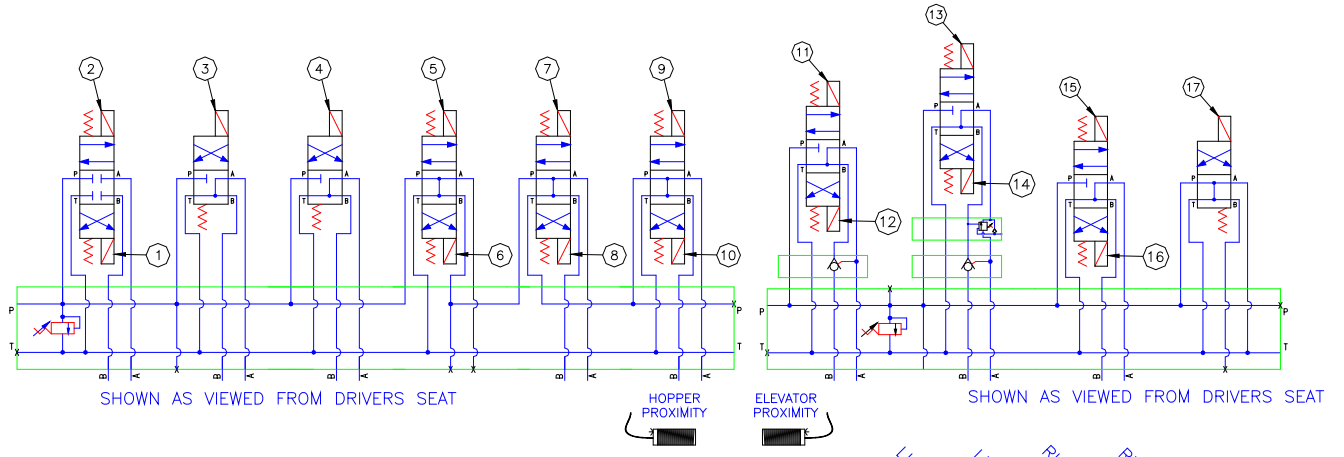 13
11
2 3 4 5 7 9
15 17
P A
T B
P A
T B
P A
T B
P A
T B
P A
T B
P A
T B
P A
T B
P A
T B
P A
T B
P A
T B
14
12
1 6 8 10
16
P P P
T T T
B A B A B A B A B A B A B A B A
SHOWN AS VIEWED FROM DRIVERS SEAT
SHOWN AS VIEWED FROM DRIVERS SEAT
HOPPER
PROXIMITY
ELEVATOR
PROXIMITY